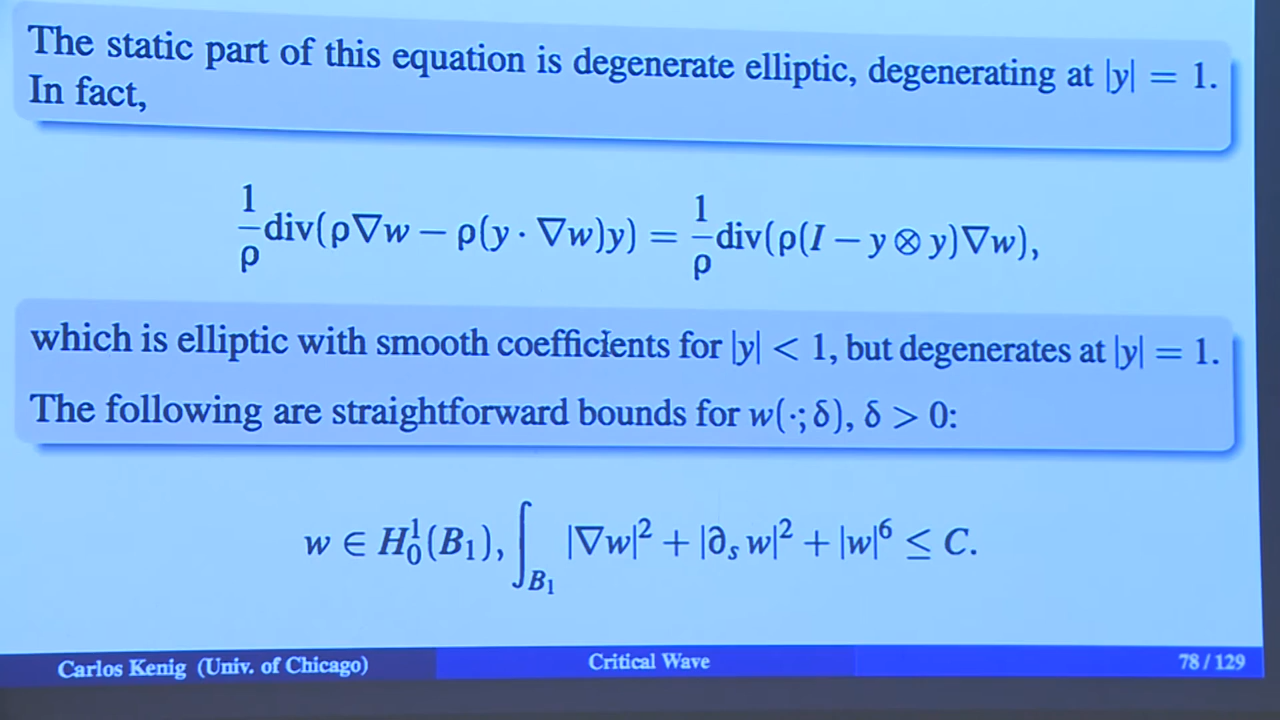 The static part of this equation is degenerate elliptic, degenerating at |y| = 1.
In fact,
1/ρ div(ρ∇w − ρ(y · ∇w)y) = 1/ρ div(ρ(I − y ⊗ y)∇w),
which is elliptic with smooth coefficients for |y| < 1, but degenerates at |y| = 1.
The following are straightforward bounds for w(·; δ), δ > 0:
w ∈ H₀¹(B₁), ∫_{B₁} |∇w|² + |∂ₛw|² + |w|⁶ ≤ C.
Carlos Kenig (Univ. of Chicago) Critical Wave 78 / 129